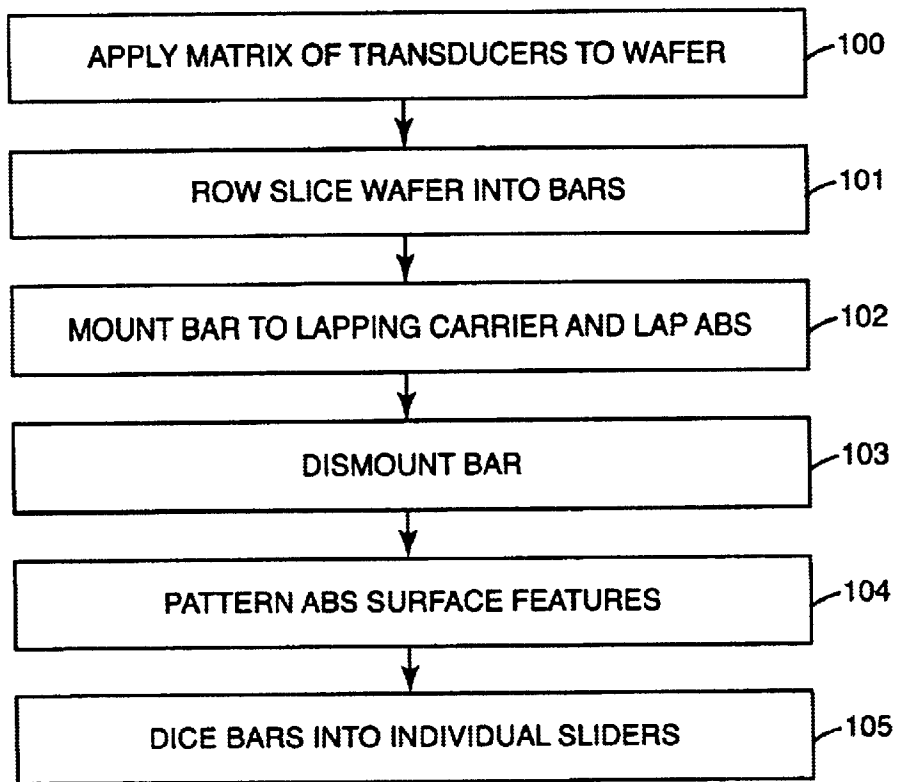 APPLY MATRIX OF TRANSDUCERS TO WAFER
100
ROW SLICE WAFER INTO BARS
101
MOUNT BAR TO LAPPING CARRIER AND LAP ABS
102
DISMOUNT BAR
103
PATTERN ABS SURFACE FEATURES
104
DICE BARS INTO INDIVIDUAL SLIDERS
105